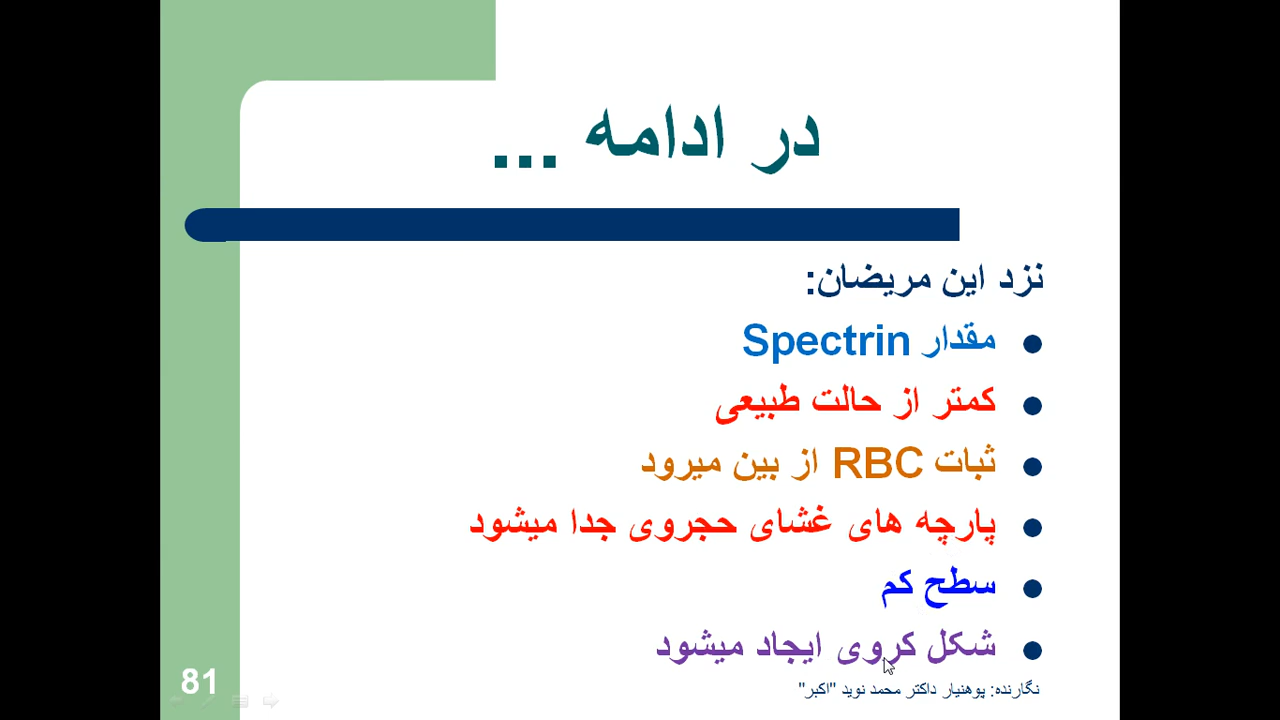 در ادامه ...
نزد این مریضان:
مقدار Spectrin
کمتر از حالت طبیعی
ثبات RBC از بین میرود
پارچه های غشای حجروی جدا میشود
سطح کم
شکل کروی ایجاد میشود
نگارنده: پوهنیار داکتر محمد نوید "اکبر"
81